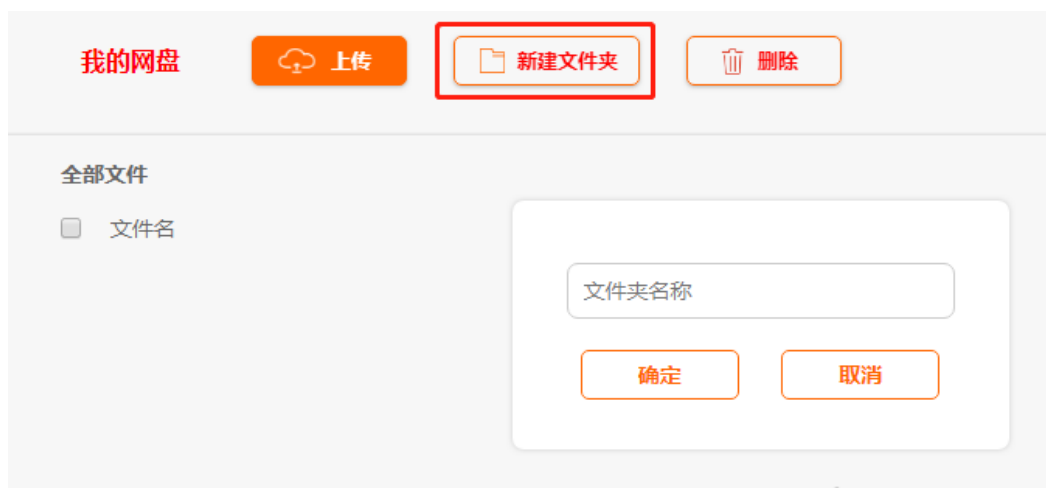 我的网盘 上传 新建文件夹 删除
全部文件
文件名
文件夹名称
确定 取消